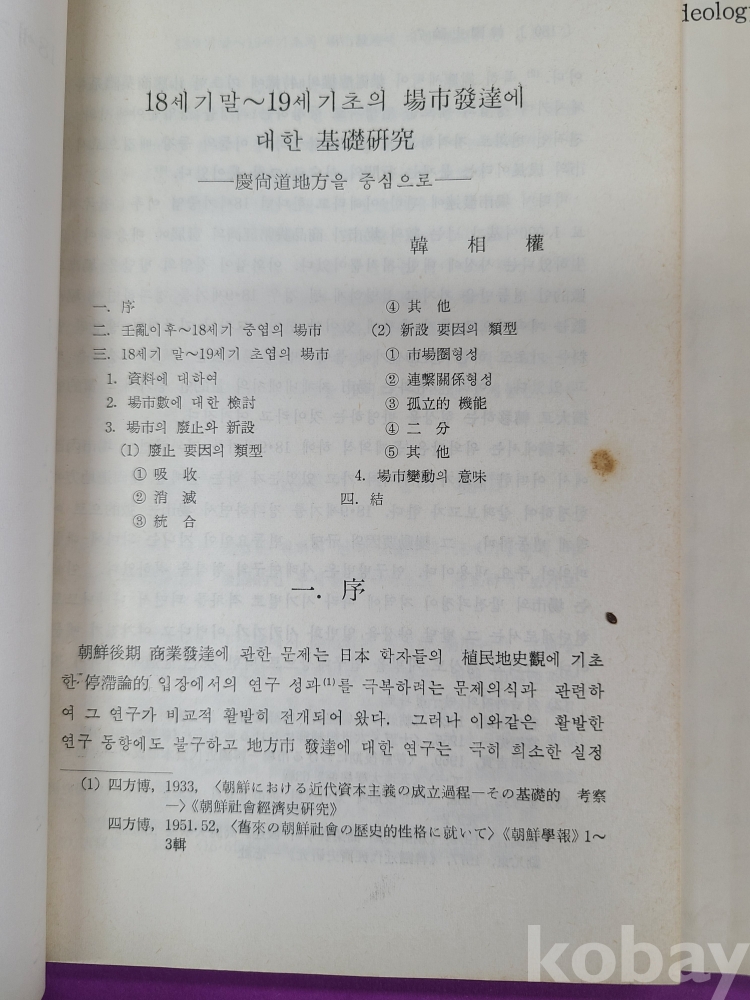 18세기말～19세기초의 場市發達에
대한 基礎硏究
——慶尙道地方을 중심으로——
韓相權
一. 序
二. 壬亂이후～18세기 중엽의 場市
三. 18세기 말～19세기 초엽의 場市
1. 資料에 대하여
2. 場市數에 대한 檢討
3. 場市의 廢止와 新設
(1) 廢止 要因의 類型
① 吸收
② 消滅
③ 統合
④ 其他
(2) 新設 要因의 類型
① 市場圈형성
② 連繫關係형성
③ 孤立的 機能
④ 二分
⑤ 其他
4. 場市變動의 意味
四. 結
一. 序
朝鮮後期 商業發達에 관한 문제는 日本 학자들의 植民地史觀에 기초
한 停滯論的 입장에서의 연구 성과(1)를 극복하려는 문제의식과 관련하
여 그 연구가 비교적 활발히 전개되어 왔다. 그러나 이와같은 활발한
연구 동향에도 불구하고 地方市 發達에 대한 연구는 극히 희소한 실정
(1) 四方博, 1933, 〈朝鮮における近代資本主義の成立過程—その基礎的 考察
—〉《朝鮮社會經濟史硏究》
四方博, 1951.52, 〈舊來の朝鮮社會の歷史的性格に就いて〉《朝鮮學報》1～
3輯
kobay